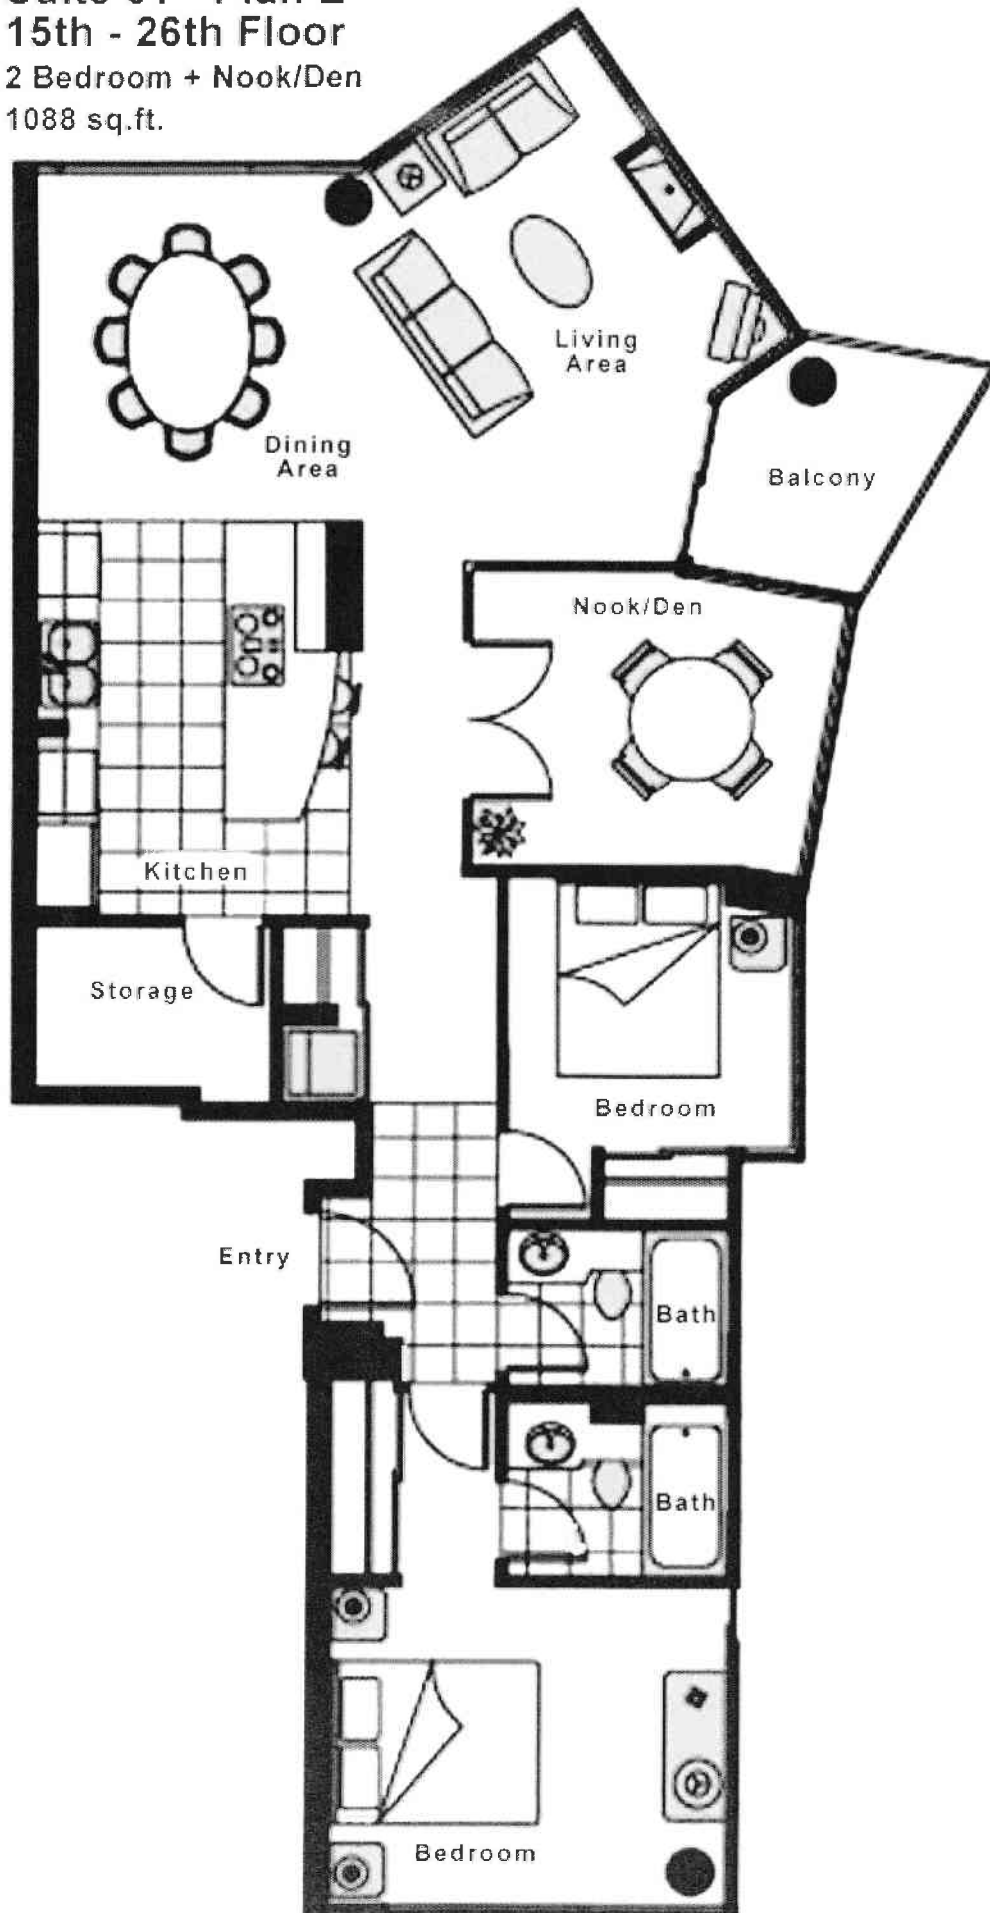 15th - 26th Floor
2 Bedroom + Nook/Den
1088 sq.ft.
Living
Area
Dining
Area
Balcony
Nook/Den
Kitchen
Storage
Bedroom
Entry
Bath
Bath
Bedroom